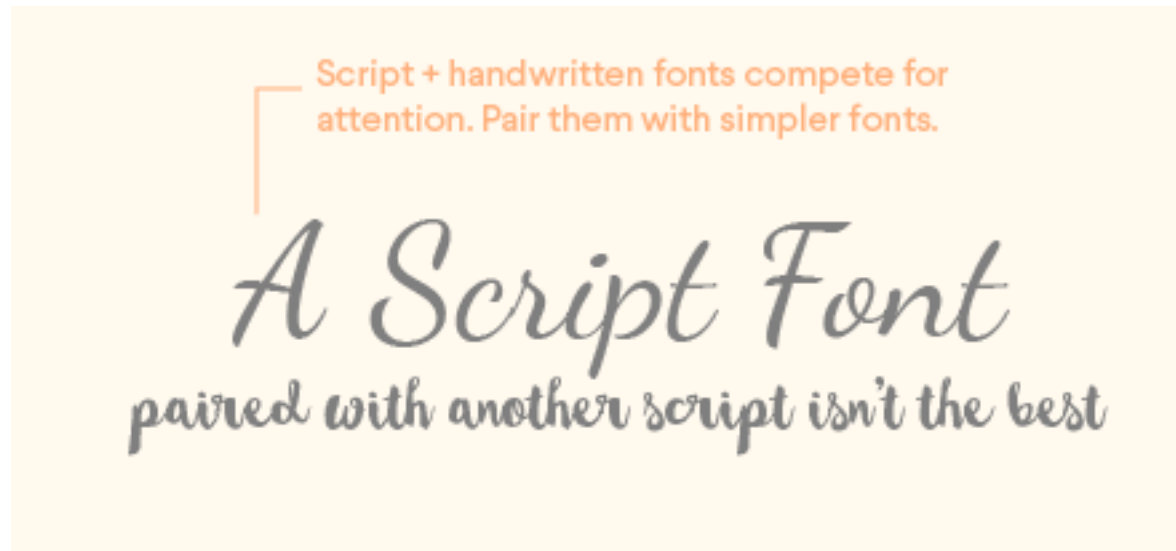 Script + handwritten fonts compete for
attention. Pair them with simpler fonts.
A Script Font
paired with another script isn't the best